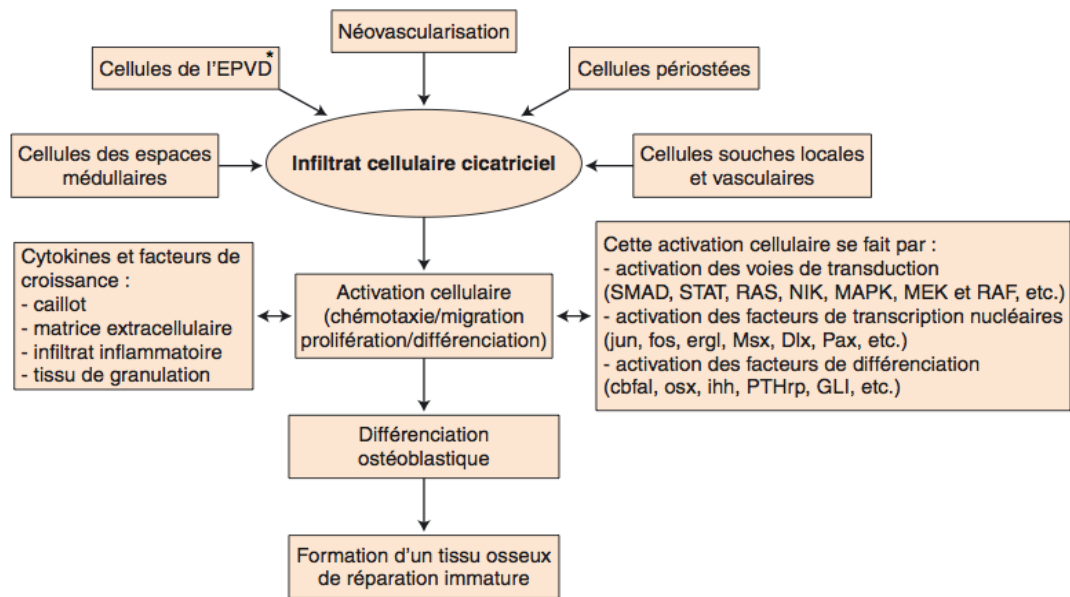 Néovascularisation
Cellules de l'EPVD*
Cellules périostées
Cellules des espaces
médullaires
Infiltrat cellulaire cicatriciel
Cellules souches locales
et vasculaires
Cytokines et facteurs de
croissance :
- caillot
- matrice extracellulaire
- infiltrat inflammatoire
- tissu de granulation
Activation cellulaire
(chémotaxie/migration
prolifération/différenciation)
Cette activation cellulaire se fait par :
- activation des voies de transduction
(SMAD, STAT, RAS, NIK, MAPK, MEK et RAF, etc.)
- activation des facteurs de transcription nucléaires
(jun, fos, ergl, Msx, Dlx, Pax, etc.)
- activation des facteurs de différenciation
(cbfal, osx, ihh, PTHrp, GLI, etc.)
Différenciation
ostéoblastique
Formation d'un tissu osseux
de réparation immature